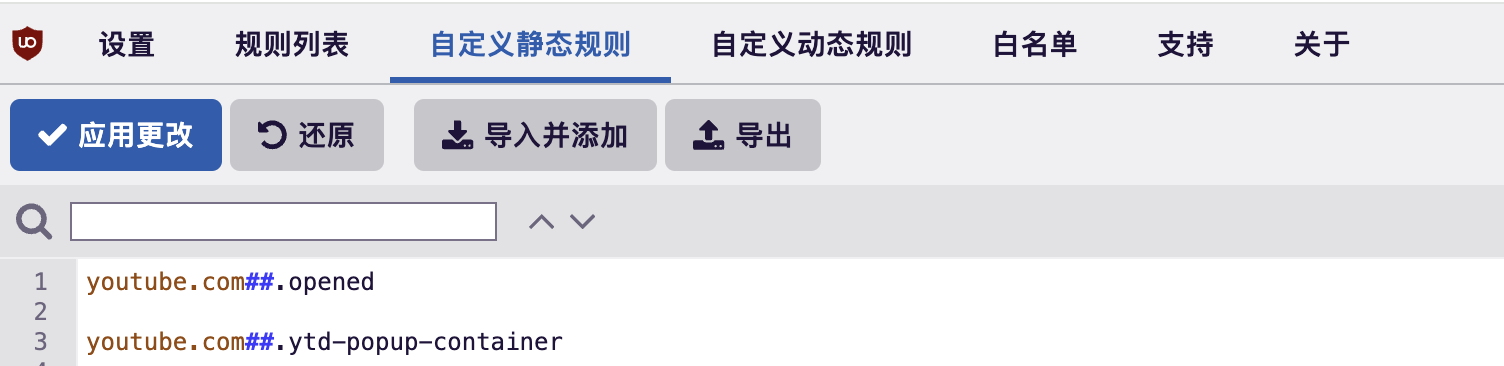 uo 设置 规则列表 自定义静态规则 自定义动态规则 白名单 支持 关于
应用更改 还原 导入并添加 导出
1 youtube.com##.opened
2
3 youtube.com##.ytd-popup-container